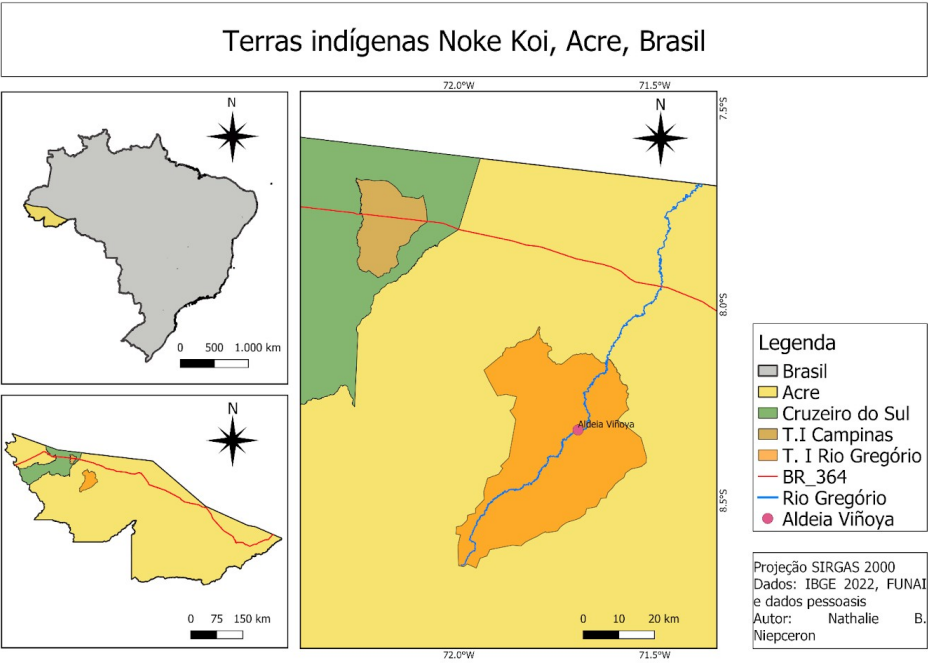 Terras indígenas Noke Koi, Acre, Brasil
N
0 500 1.000 km
N
0 75 150 km
72.0°W 71.5°W
N
7.5°S
8.0°S
8.5°S
Aldeia Viñoya
0 10 20 km
72.0°W 71.5°W
Legenda
Brasil
Acre
Cruzeiro do Sul
T.I Campinas
T. I Rio Gregório
BR_364
Rio Gregório
Aldeia Viñoya
Projeção SIRGAS 2000
Dados: IBGE 2022, FUNAI
e dados pessoasis
Autor: Nathalie B.
Niepceron